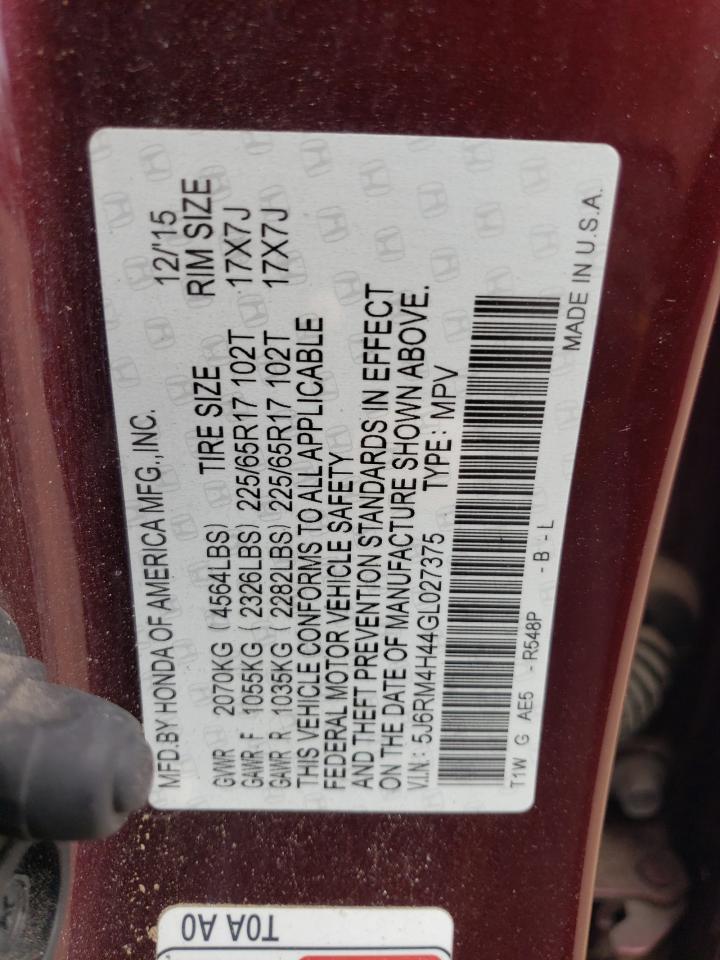 MFD.BY HONDA OF AMERICA MFG.,INC. 12/'15
GVWR 2070KG (4564LBS) TIRE SIZE RIM SIZE
GAWR F 1055KG (2326LBS) 225/65R17 102T 17X7J
GAWR R 1035KG (2282LBS) 225/65R17 102T 17X7J
THIS VEHICLE CONFORMS TO ALL APPLICABLE
FEDERAL MOTOR VEHICLE SAFETY
AND THEFT PREVENTION STANDARDS IN EFFECT
ON THE DATE OF MANUFACTURE SHOWN ABOVE.
V.I.N.: 5J6RM4H44GL027375 TYPE: MPV
T1W G AE5 -R548P -B-L MADE IN U.S.A.
T0A A0